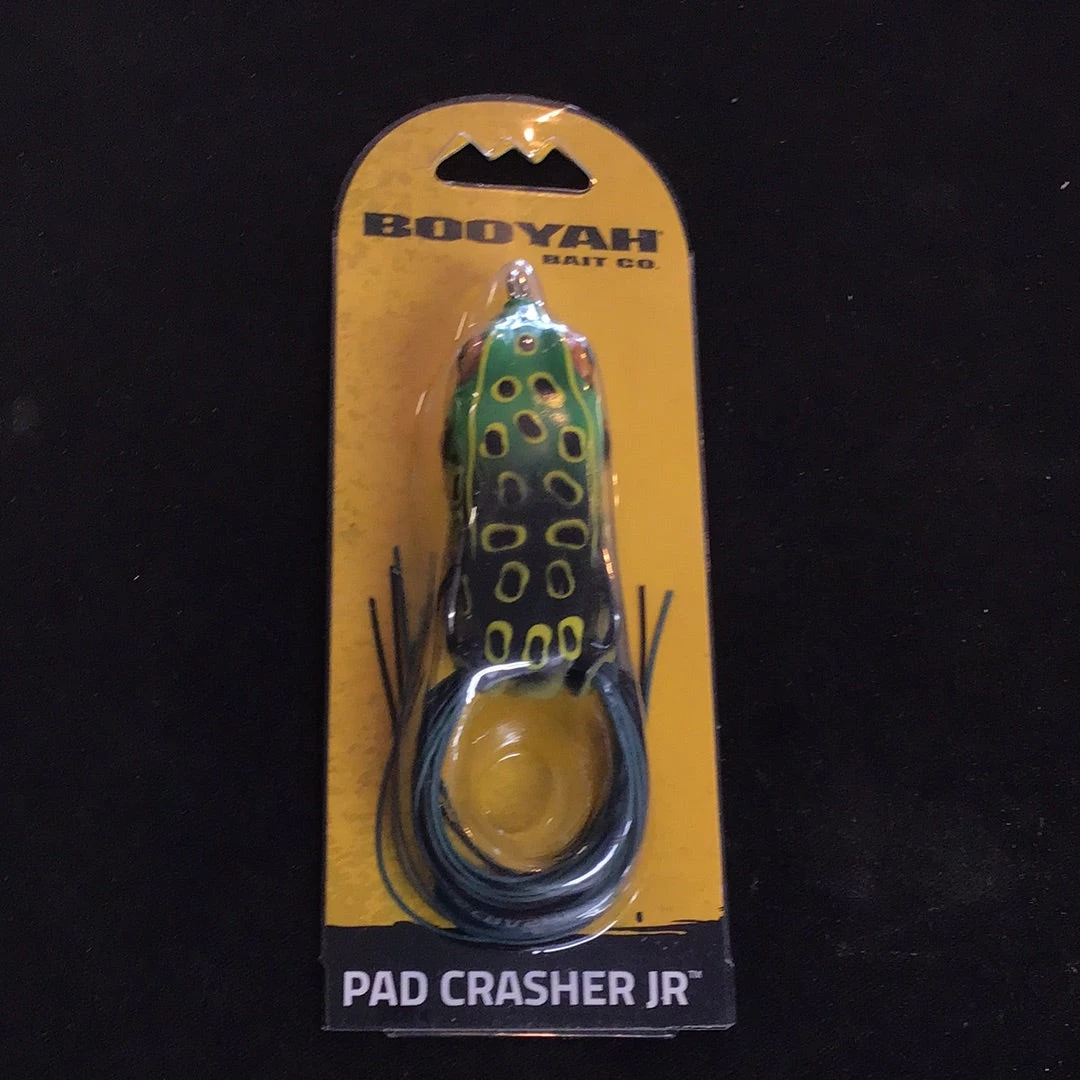 BOOYAH
BAIT CO.
PAD CRASHER JR™